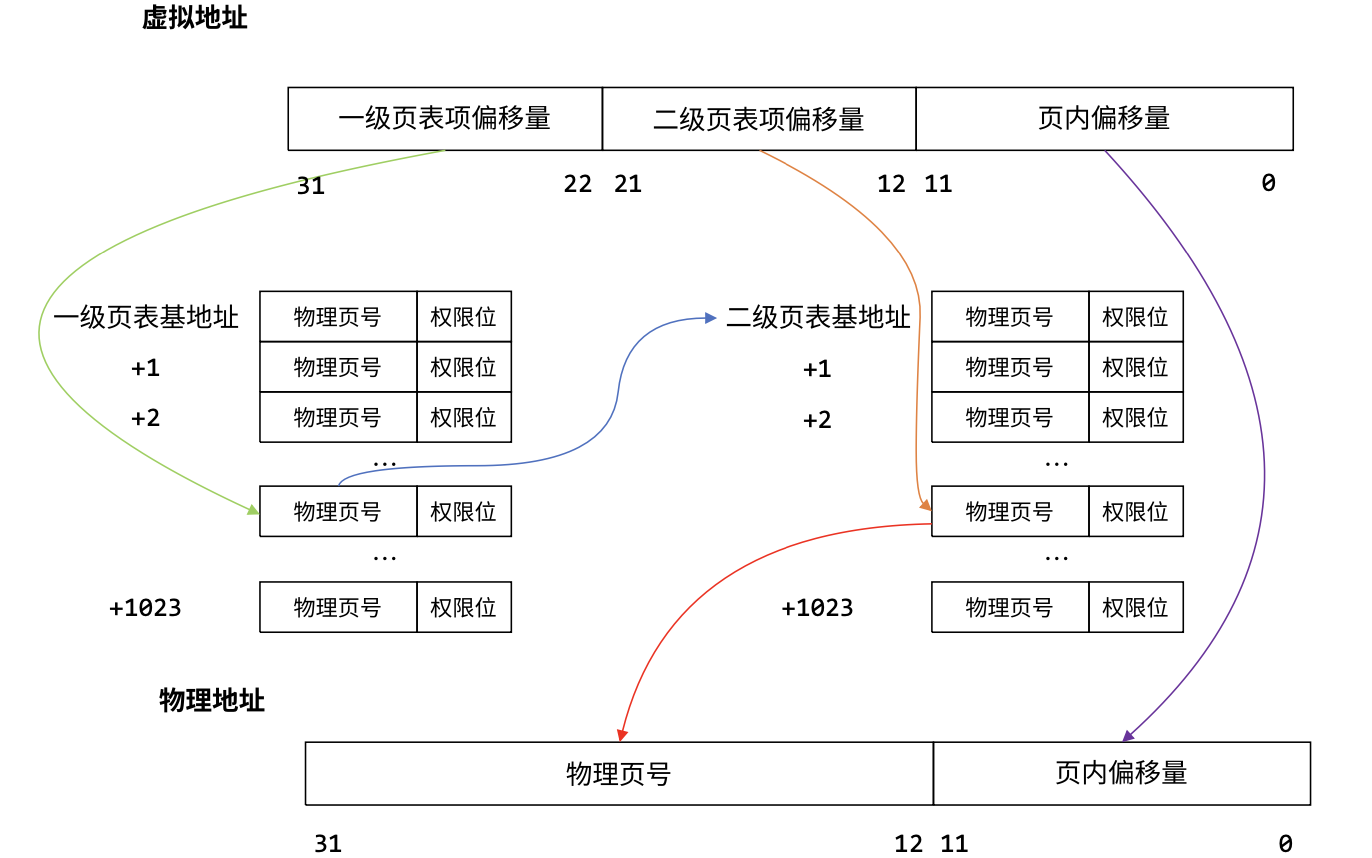 虚拟地址
一级页表项偏移量 二级页表项偏移量 页内偏移量
31 22 21 12 11 0
一级页表基地址 物理页号 权限位 二级页表基地址 物理页号 权限位
+1 物理页号 权限位 +1 物理页号 权限位
+2 物理页号 权限位 +2 物理页号 权限位
... ...
物理页号 权限位 物理页号 权限位
... ...
+1023 物理页号 权限位 +1023 物理页号 权限位
物理地址
物理页号 页内偏移量
31 12 11 0